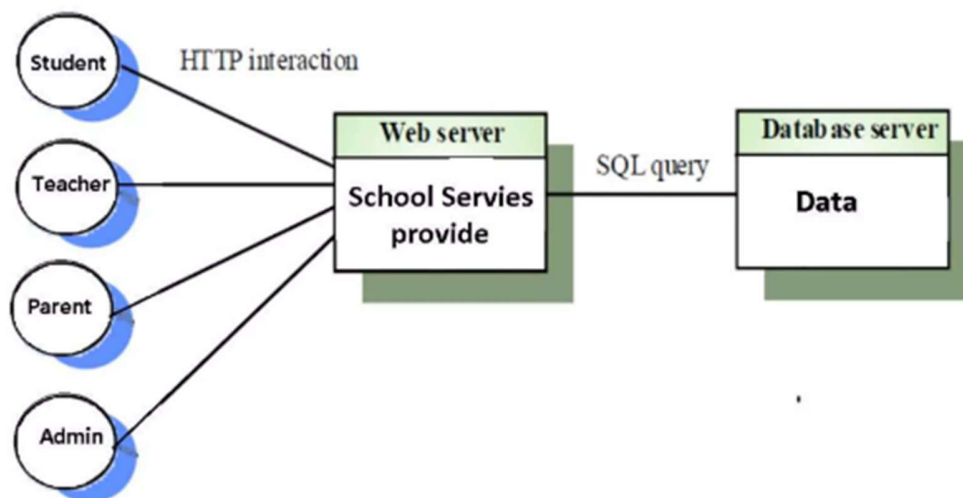 Student
HTTP interaction
Teacher
Parent
Admin
Web server
School Servies
provide
SQL query
Database server
Data